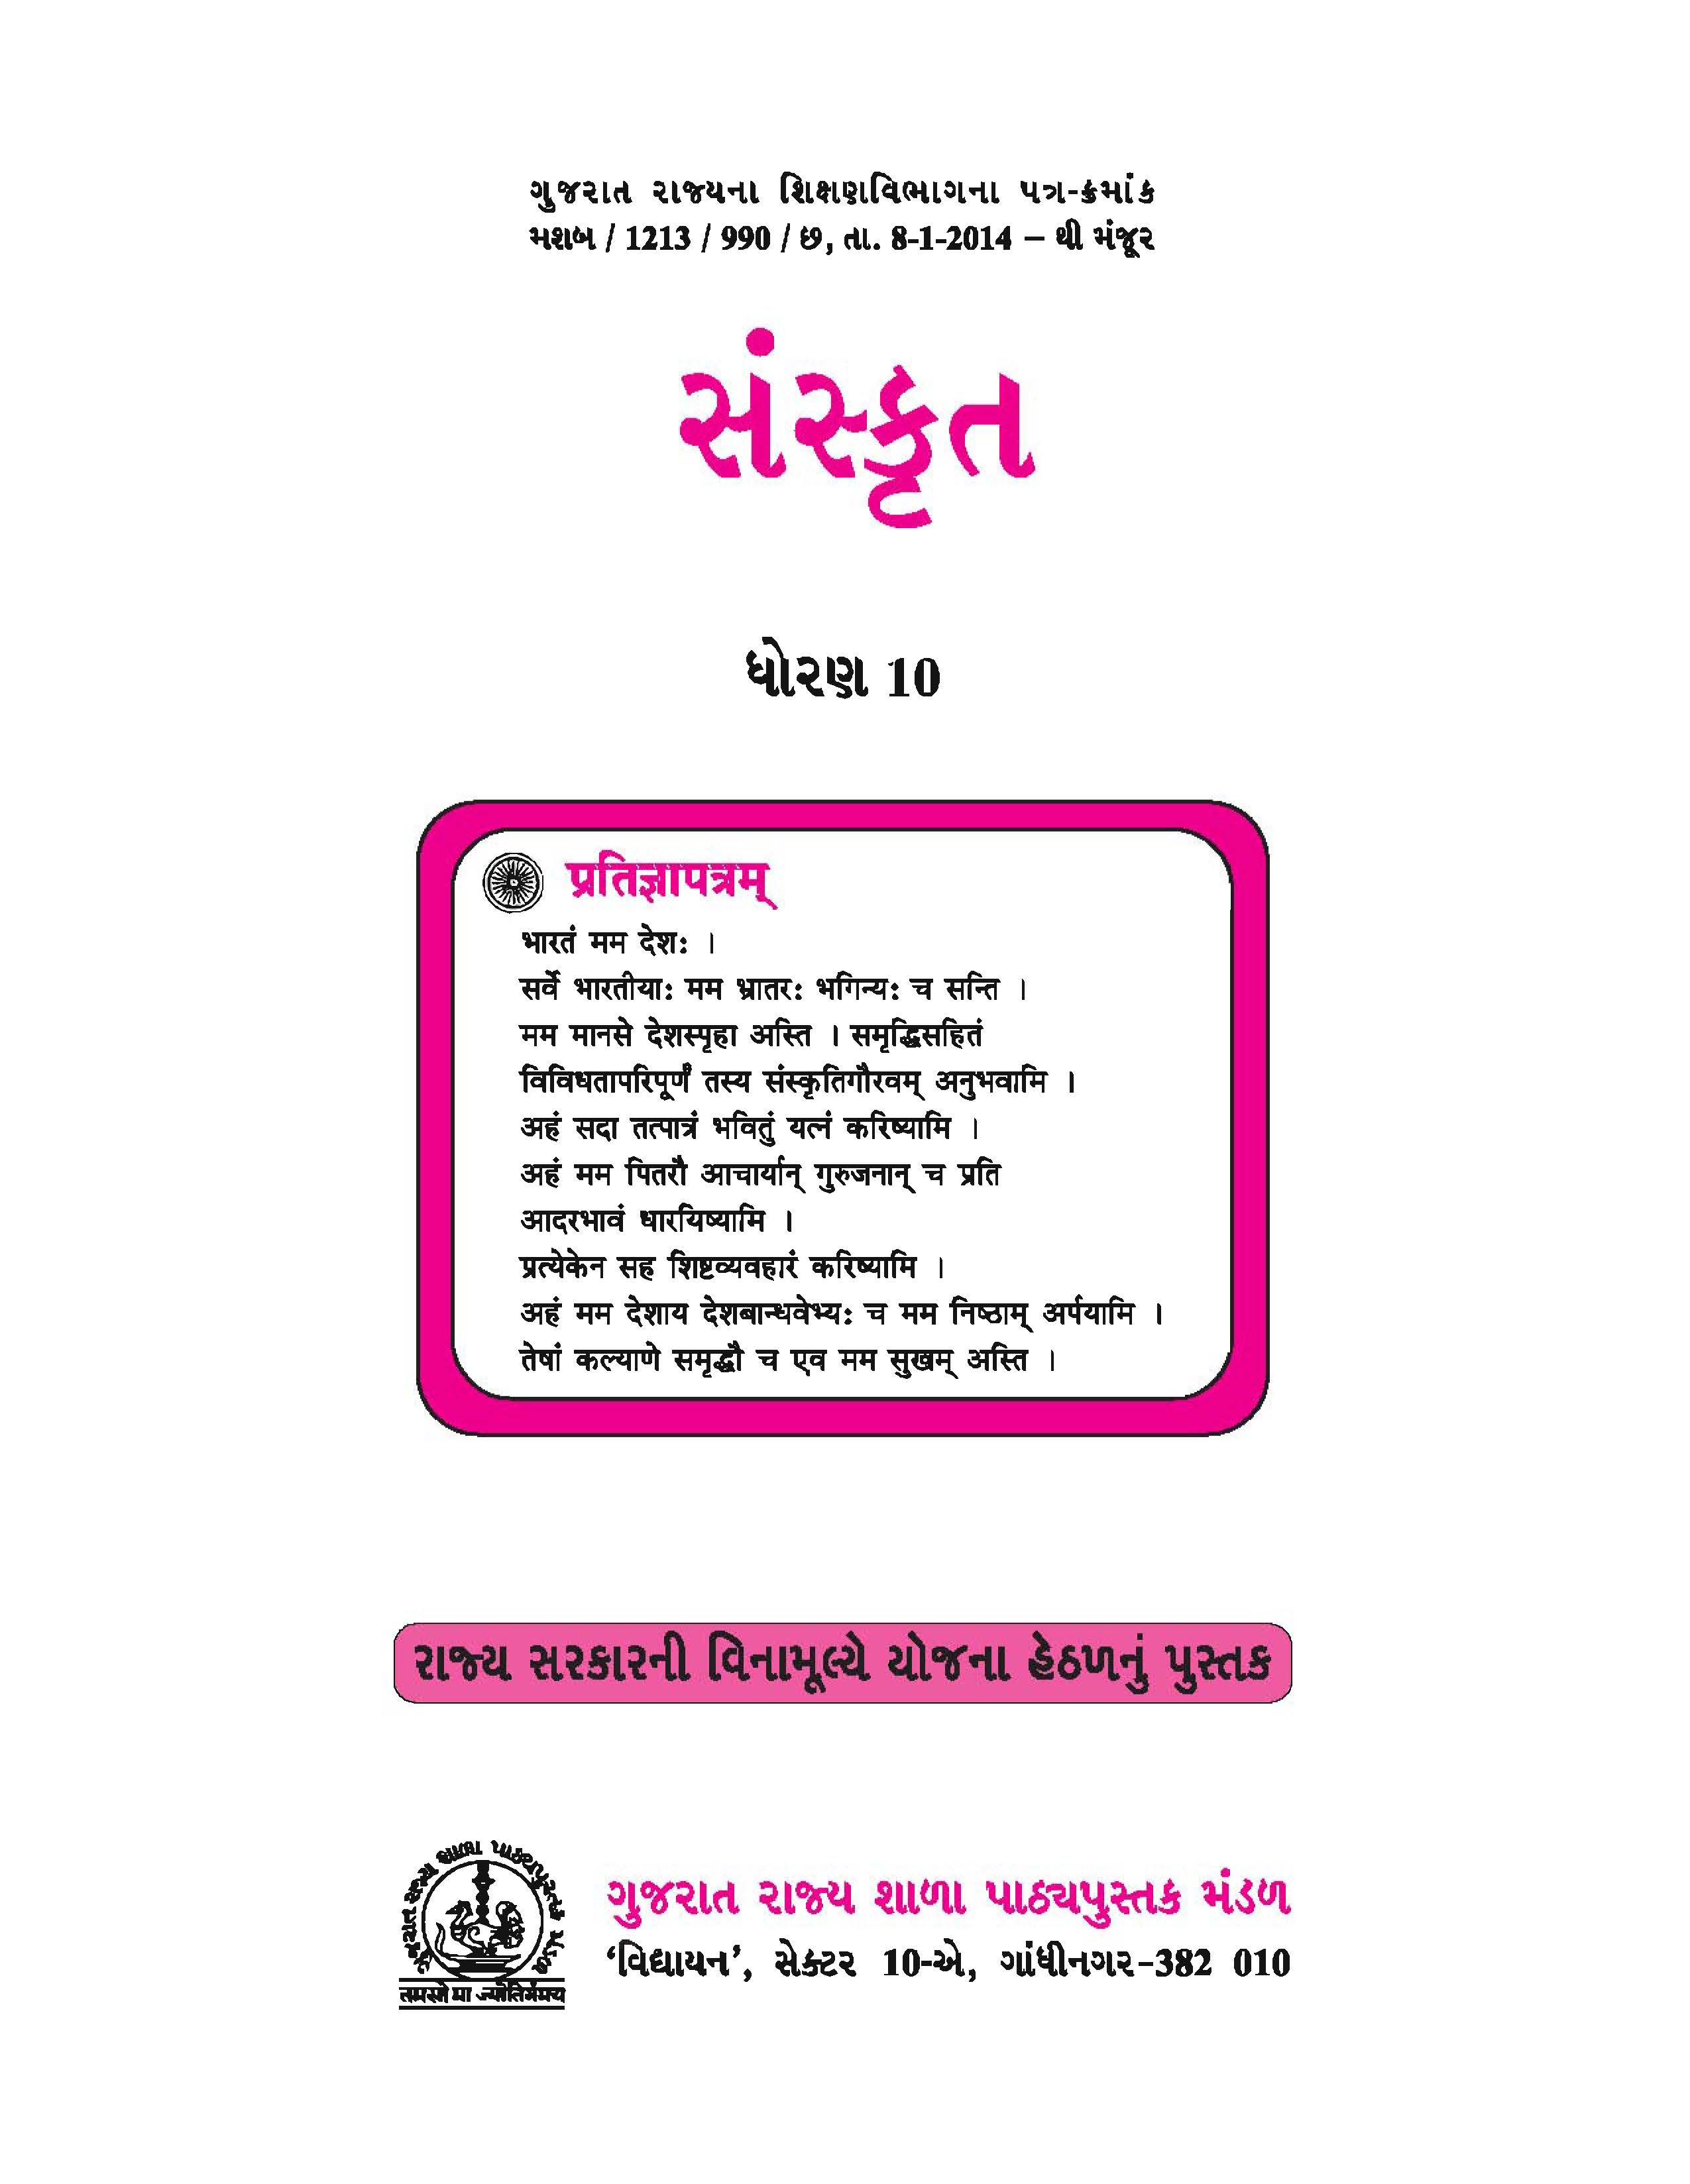 ગુજરાત રાજ્યના શિક્ષણવિભાગના પત્ર-ક્રમાંક
મશબ / 1213 / 990 / છ, તા. 8-1-2014 – થી મંજૂર
સંસ્કૃત
ધોરણ 10
प्रतिज्ञापत्रम्
भारतं मम देशः ।
सर्वे भारतीयाः मम भ्रातरः भगिन्यः च सन्ति ।
मम मानसे देशस्पृहा अस्ति । समृद्धिसहितं
विविधतापरिपूर्णं तस्य संस्कृतिगौरवम् अनुभवामि ।
अहं सदा तत्पात्रं भवितुं यत्नं करिष्यामि ।
अहं मम पितरौ आचार्यान् गुरुजनान् च प्रति
आदरभावं धारयिष्यामि ।
प्रत्येकेन सह शिष्टव्यवहारं करिष्यामि ।
अहं मम देशाय देशबान्धवेभ्यः च मम निष्ठाम् अर्पयामि ।
तेषां कल्याणे समृद्धौ च एव मम सुखम् अस्ति ।
રાજ્ય સરકારની વિનામૂલ્યે યોજના હેઠળનું પુસ્તક
ગુજરાત રાજ્ય શાળા પાઠ્યપુસ્તક મંડળ
તમસો મા જ્યોતિર્ગમય
ગુજરાત રાજ્ય શાળા પાઠ્યપુસ્તક મંડળ
‘વિદ્યાયન’, સેક્ટર 10-એ, ગાંધીનગર-382 010